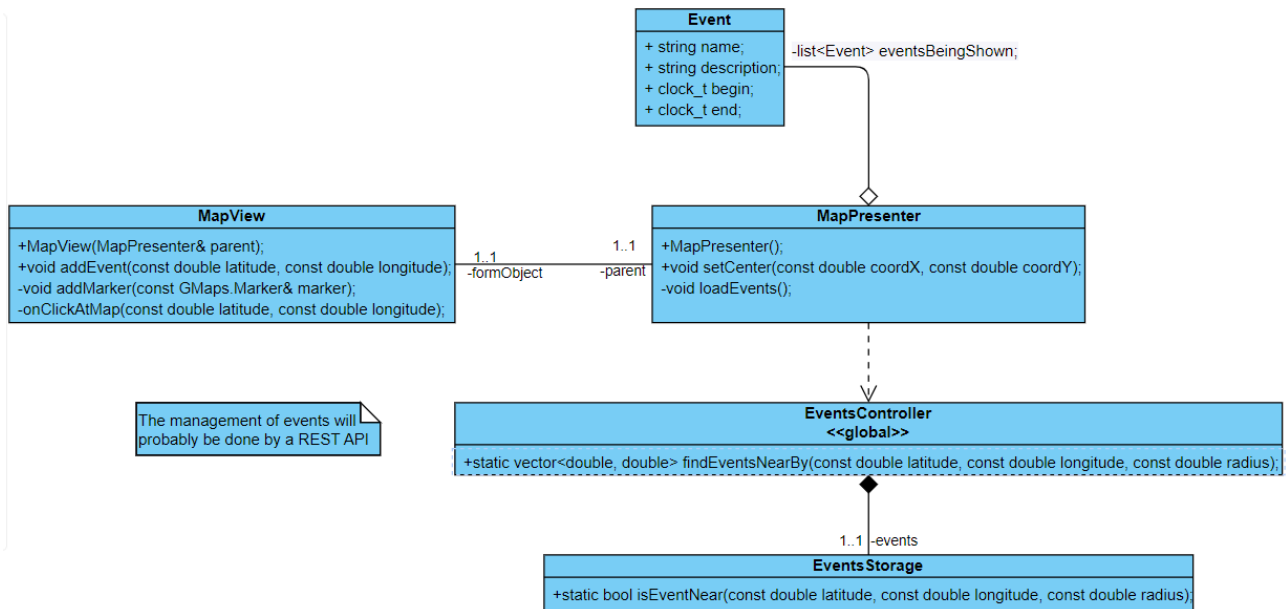 Event
+ string name;
+ string description;
+ clock_t begin;
+ clock_t end;
-list<Event> eventsBeingShown;
MapView
+MapView(MapPresenter& parent);
+void addEvent(const double latitude, const double longitude);
-void addMarker(const GMaps.Marker& marker);
-onClickAtMap(const double latitude, const double longitude);
1..1
-formObject
1..1
-parent
MapPresenter
+MapPresenter();
+void setCenter(const double coordX, const double coordY);
-void loadEvents();
The management of events will
probably be done by a REST API
EventsController
<<global>>
+static vector<double, double> findEventsNearBy(const double latitude, const double longitude, const double radius);
1..1 -events
EventsStorage
+static bool isEventNear(const double latitude, const double longitude, const double radius);